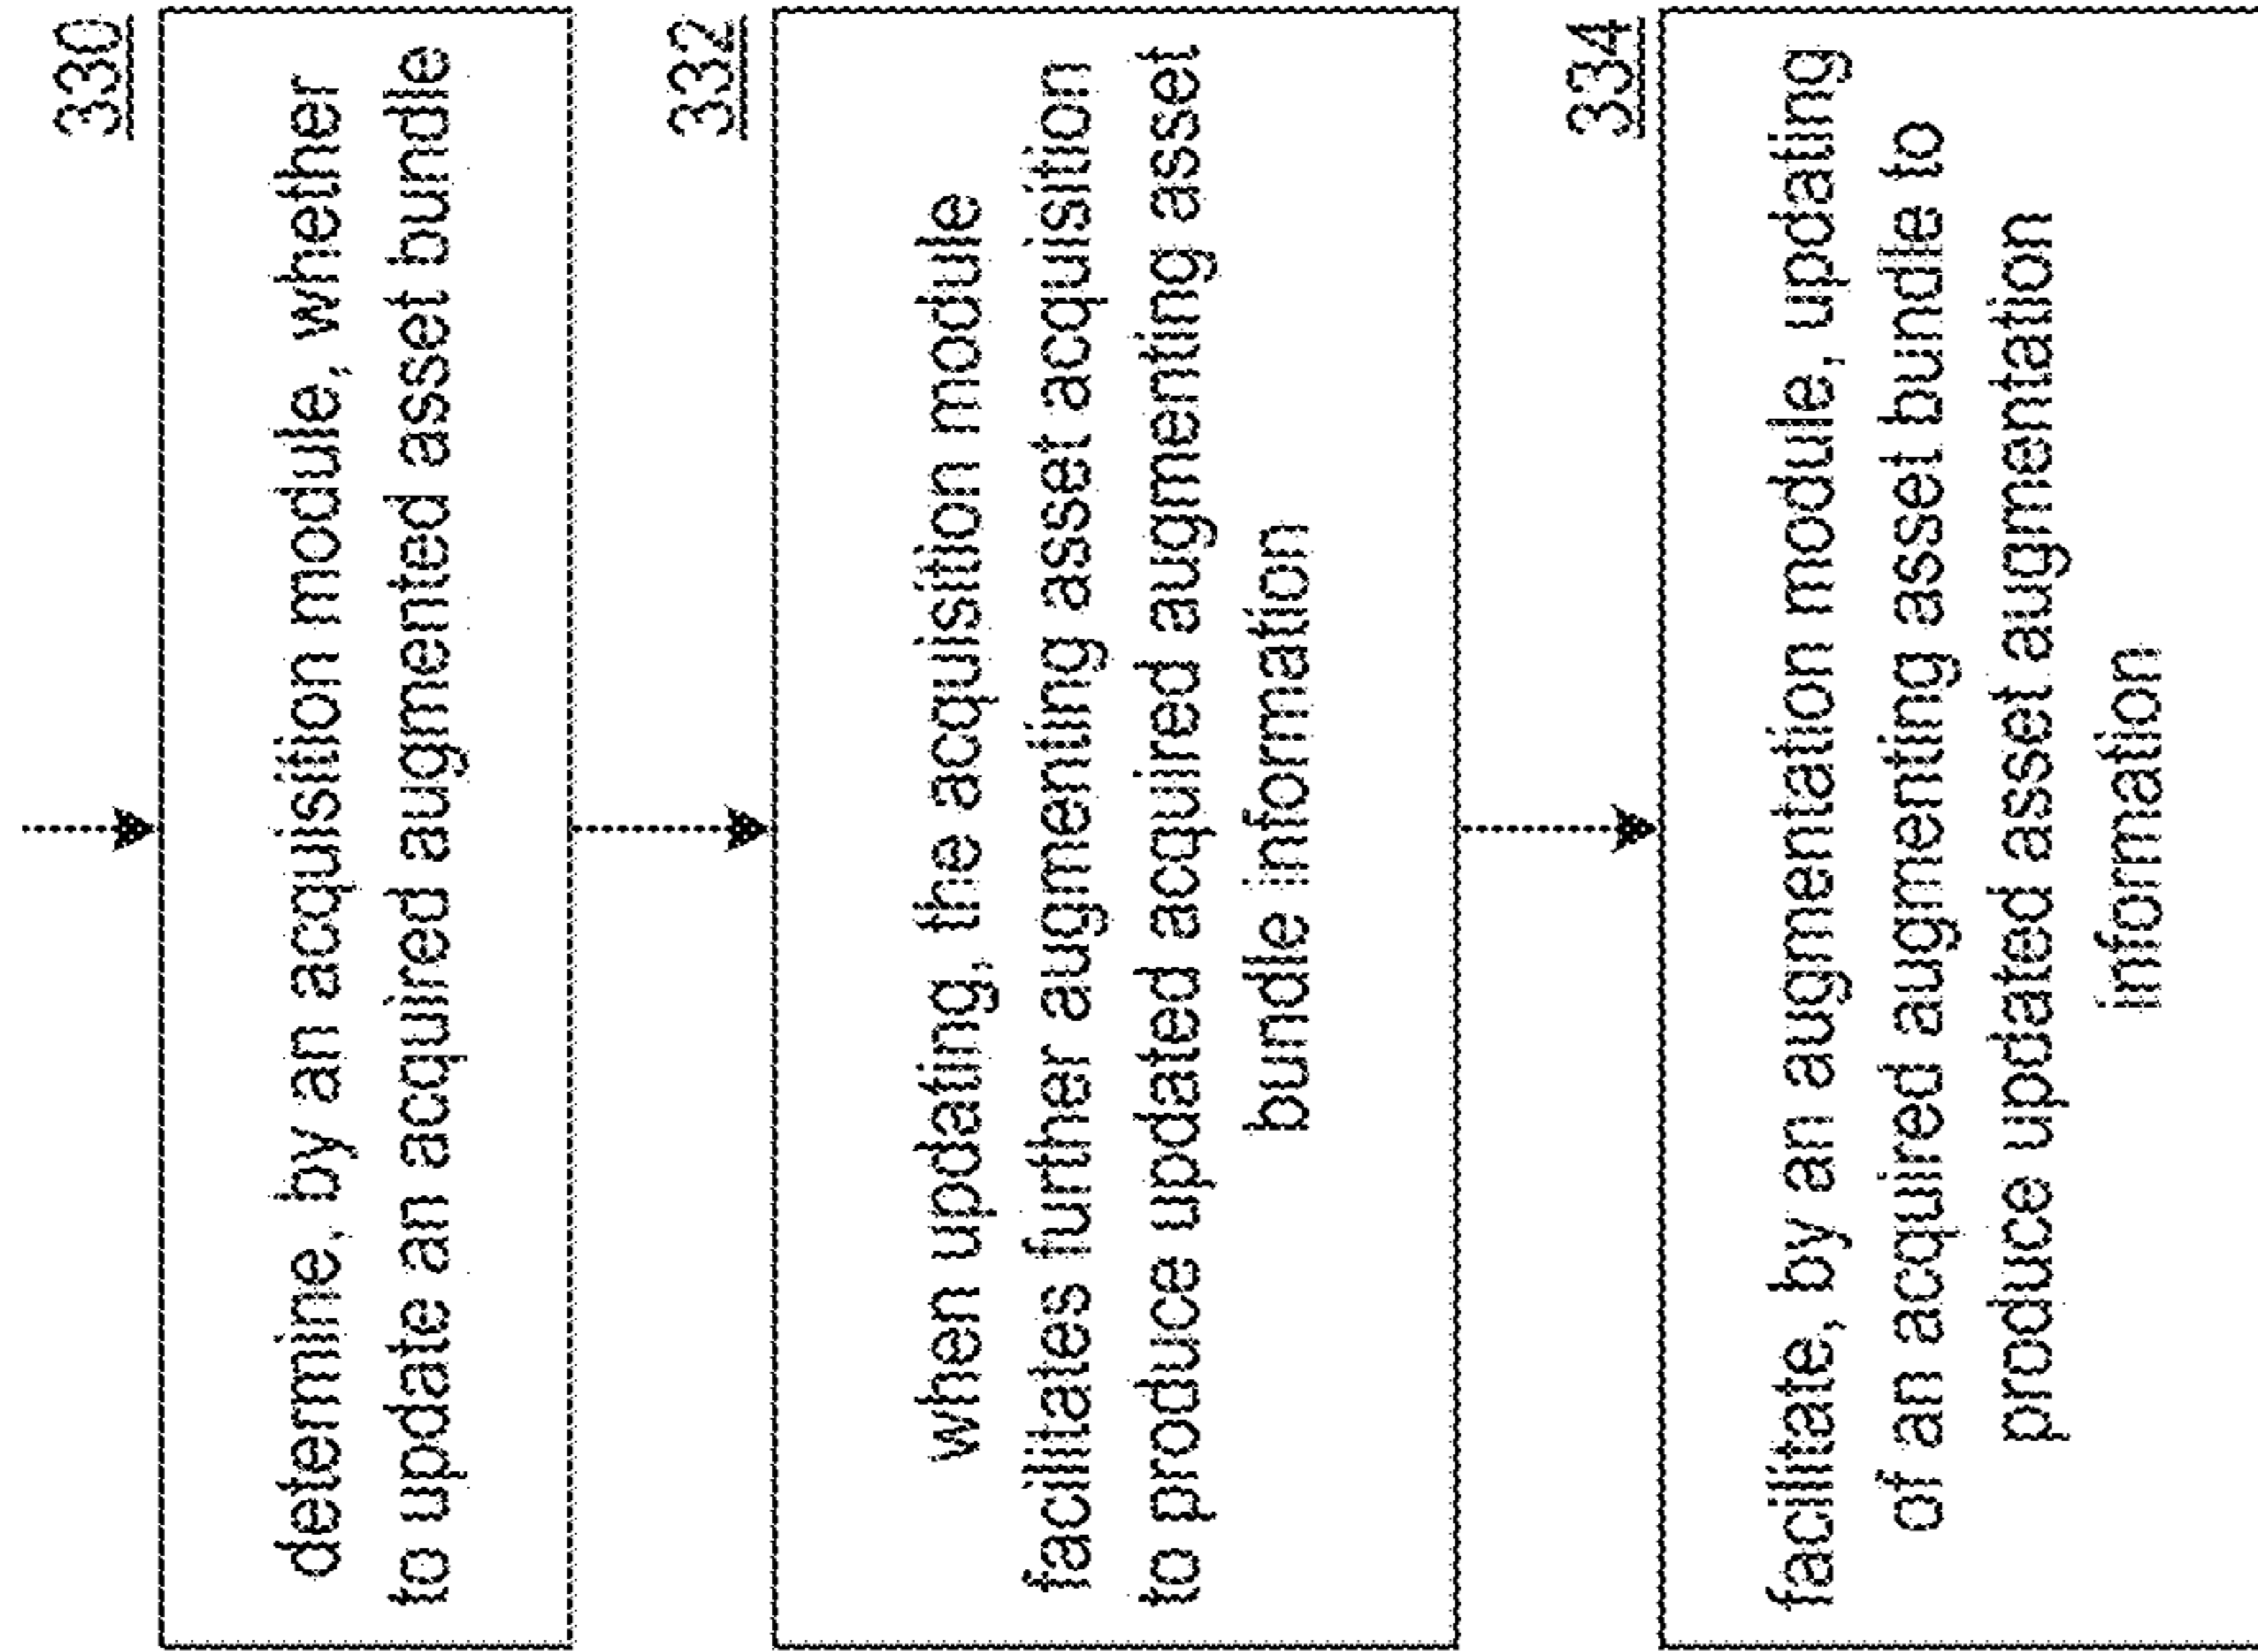 330
determine, by an acquisition module, whether
to update an acquired augmented asset bundle
332
when updating, the acquisition module
facilitates further augmenting asset acquisition
to produce updated acquired augmenting asset
bundle information
334
facilitate, by an augmentation module, updating
of an acquired augmenting asset bundle to
produce updated asset augmentation
information